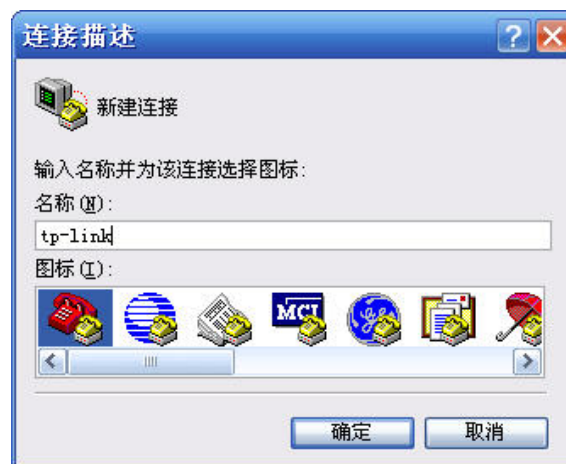 连接描述
新建连接
输入名称并为该连接选择图标:
名称(N):
tp-link
图标(I):
MCI
确定 取消